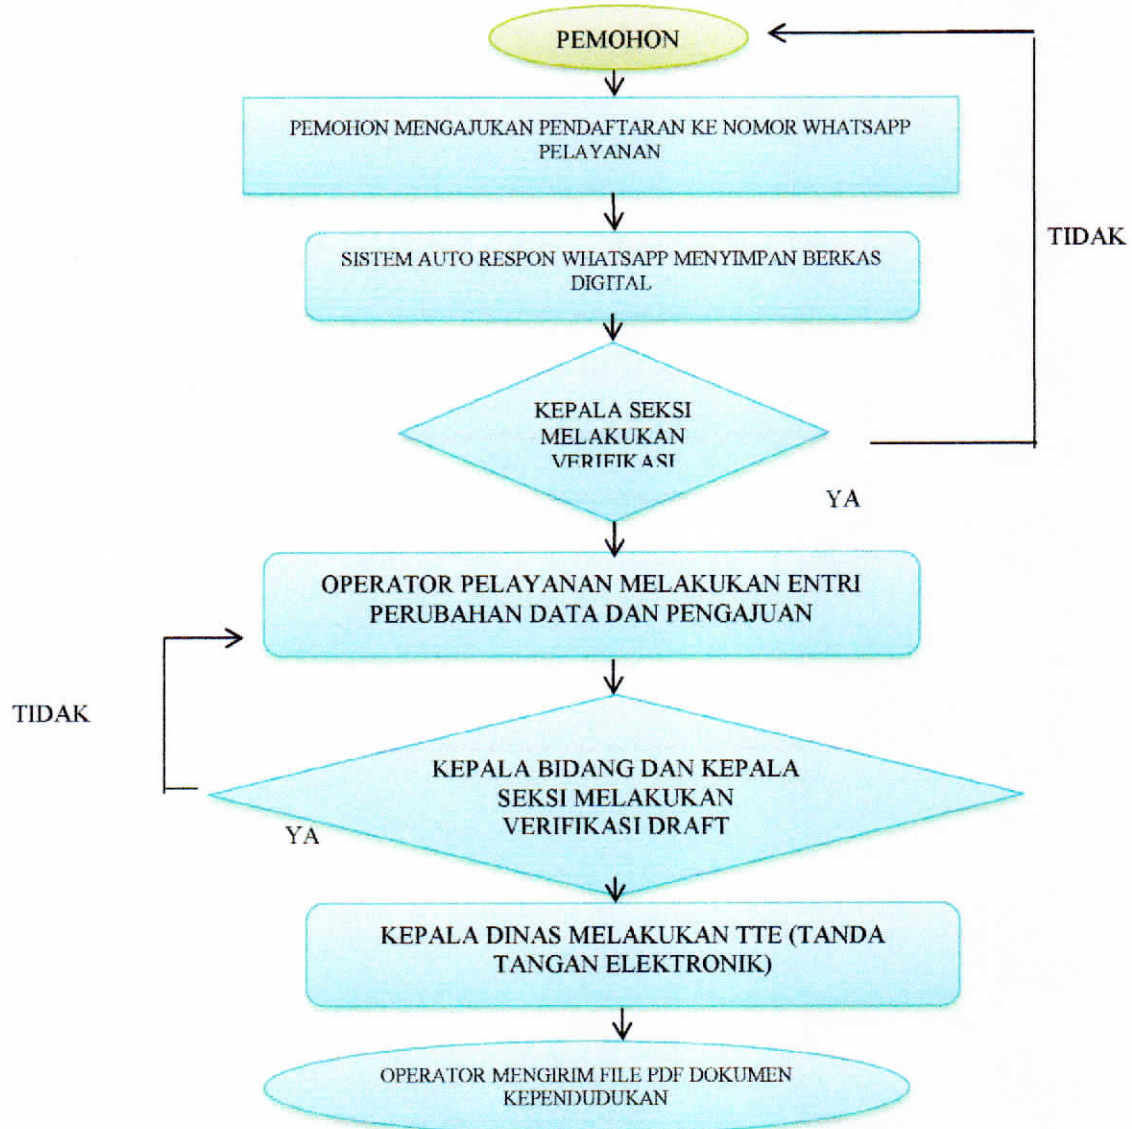 PEMOHON
PEMOHON MENGAJUKAN PENDAFTARAN KE NOMOR WHATSAPP
PELAYANAN
TIDAK
SISTEM AUTO RESPON WHATSAPP MENYIMPAN BERKAS
DIGITAL
KEPALA SEKSI
MELAKUKAN
VERIFIKASI
YA
OPERATOR PELAYANAN MELAKUKAN ENTRI
PERUBAHAN DATA DAN PENGAJUAN
TIDAK
KEPALA BIDANG DAN KEPALA
SEKSI MELAKUKAN
VERIFIKASI DRAFT
YA
KEPALA DINAS MELAKUKAN TTE (TANDA
TANGAN ELEKTRONIK)
OPERATOR MENGIRIM FILE PDF DOKUMEN
KEPENDUDUKAN